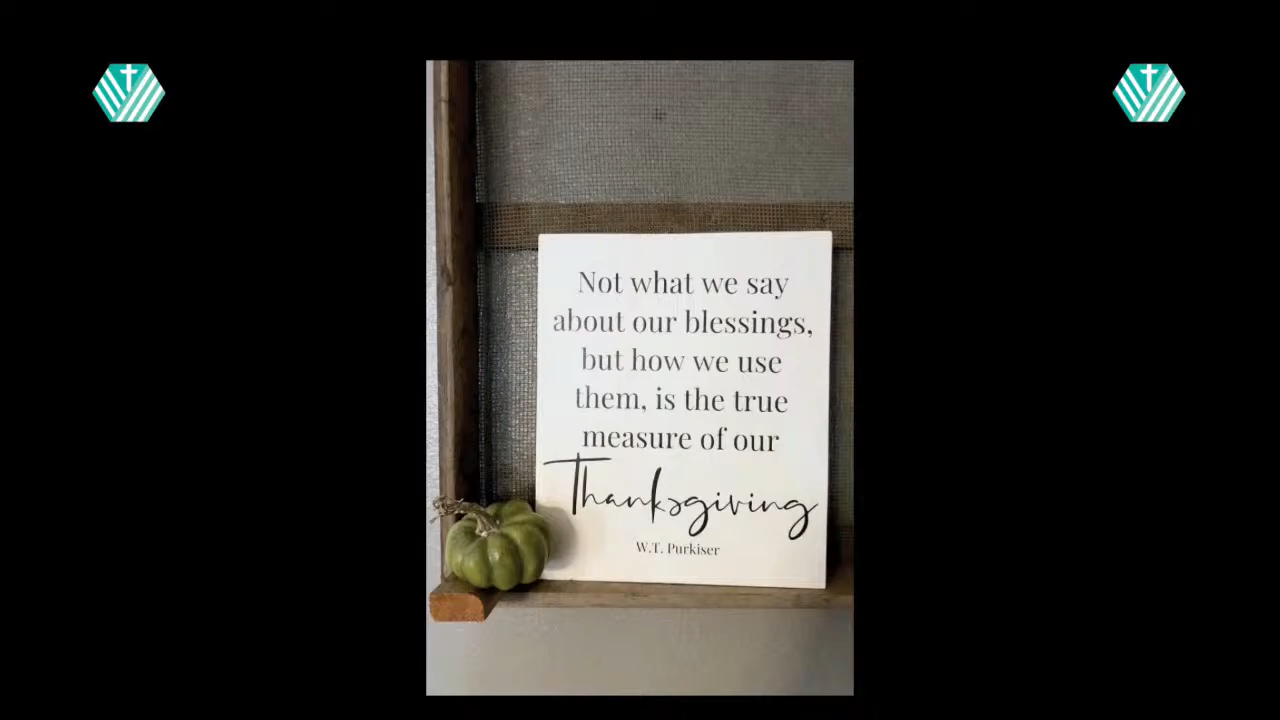 Not what we say
about our blessings,
but how we use
them, is the true
measure of our
Thanksgiving
W.T. Purkiser